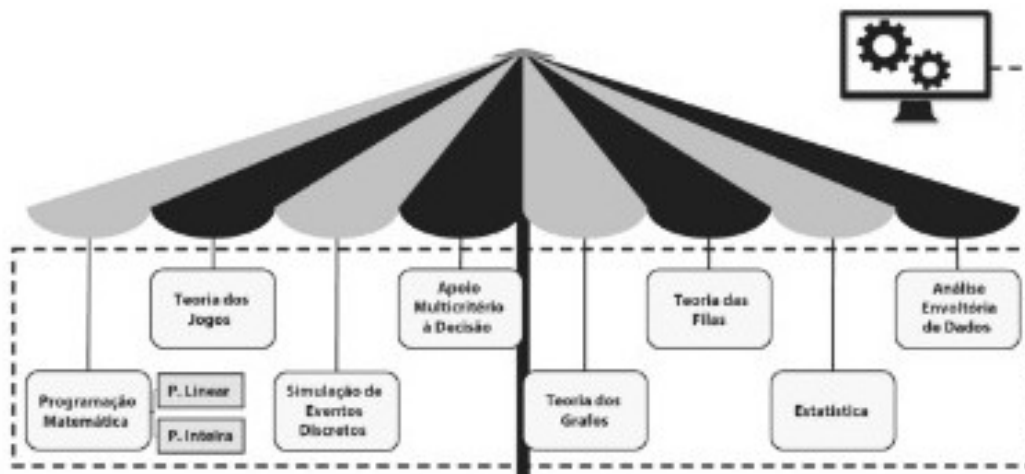 Teoria dos
Jogos
Apoio
Multicritério
à Decisão
Teoria das
Filas
Análise
Envoltória
de Dados
Programação
Matemática
P. Linear
P. Inteira
Simulação de
Eventos
Discretos
Teoria dos
Grafos
Estatística